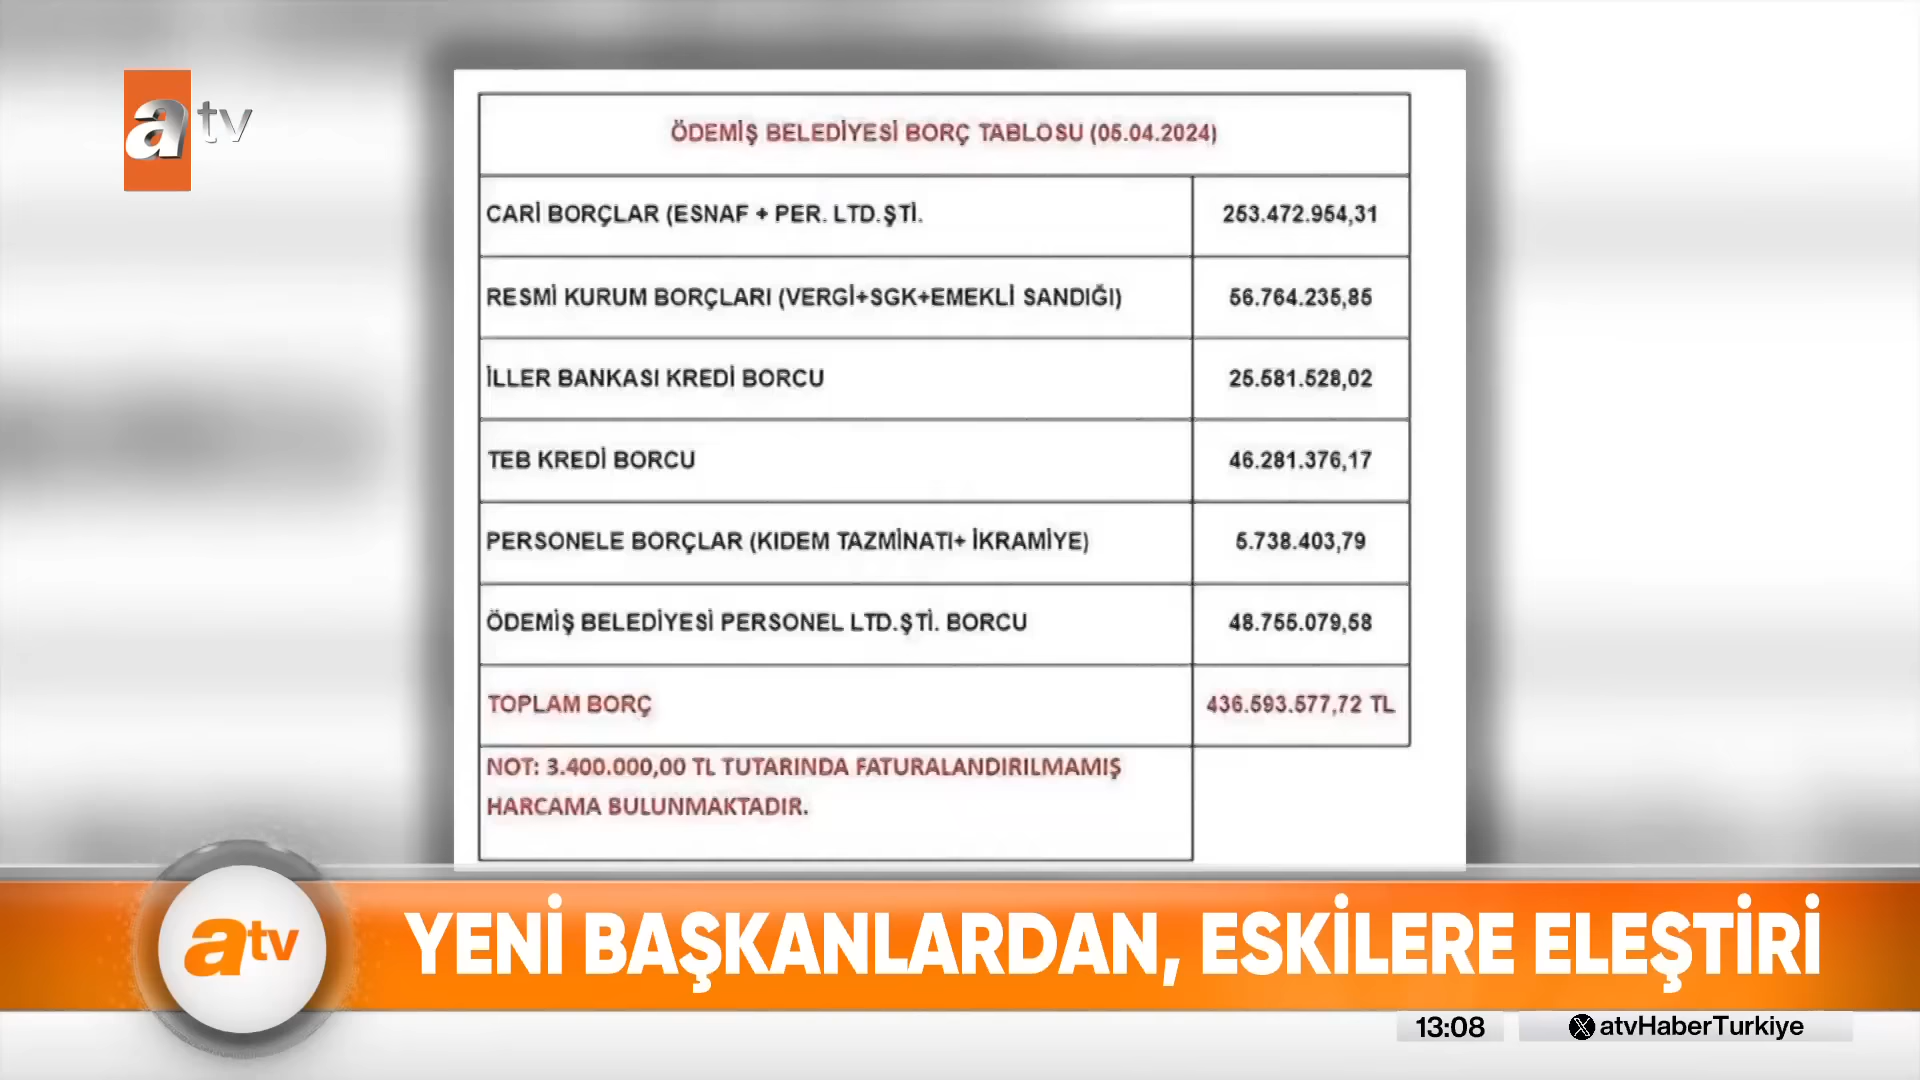 atv
ÖDEMİŞ BELEDİYESİ BORÇ TABLOSU (05.04.2024)
CARİ BORÇLAR (ESNAF + PER. LTD.ŞTİ. 253.472.954,31
RESMİ KURUM BORÇLARI (VERGİ+SGK+EMEKLİ SANDIĞI) 56.764.235,85
İLLER BANKASI KREDİ BORCU 25.581.528,02
TEB KREDİ BORCU 46.281.376,17
PERSONELE BORÇLAR (KIDEM TAZMİNATI+ İKRAMİYE) 5.738.403,79
ÖDEMİŞ BELEDİYESİ PERSONEL LTD.ŞTİ. BORCU 48.755.079,58
TOPLAM BORÇ 436.593.577,72 TL
NOT: 3.400.000,00 TL TUTARINDA FATURALANDIRILMAMIŞ
HARCAMA BULUNMAKTADIR.
atv
YENİ BAŞKANLARDAN, ESKİLERE ELEŞTİRİ
13:08
atvHaberTurkiye